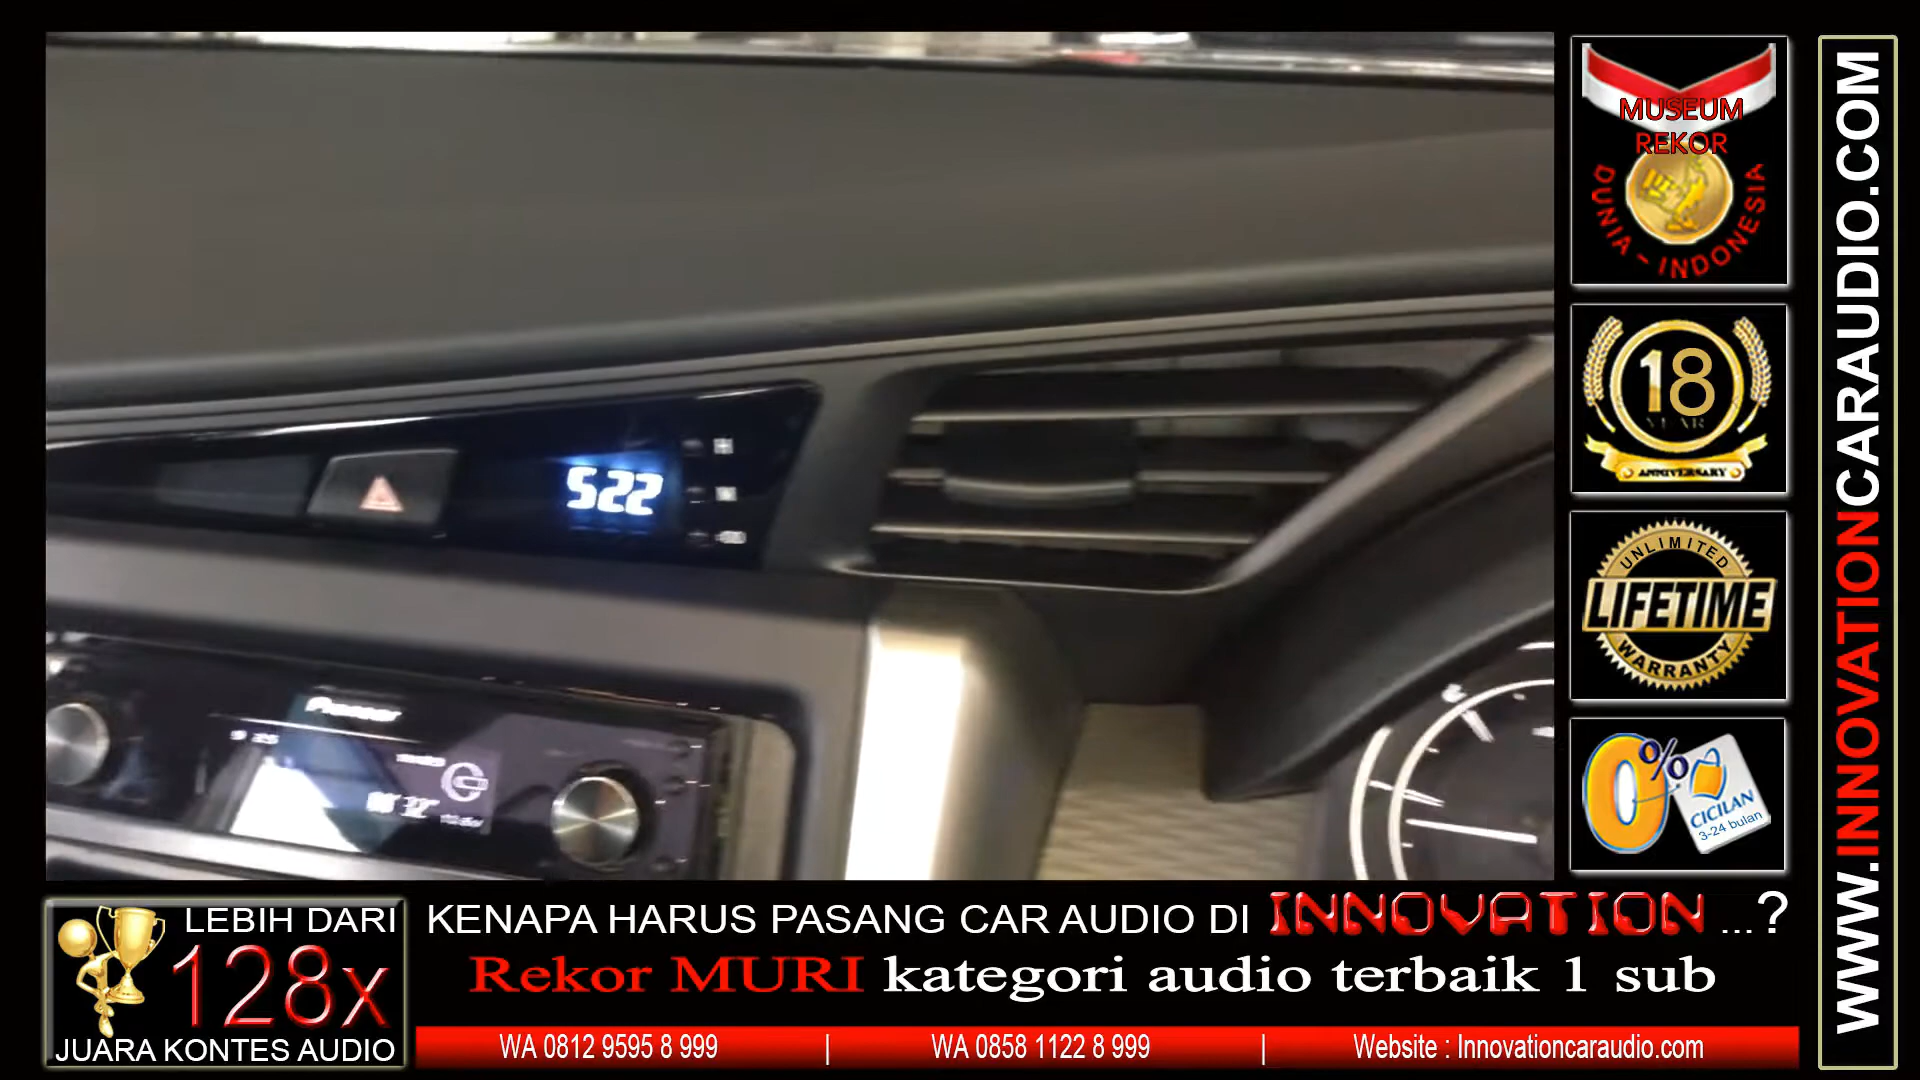 522
Pioneer
MUSEUM
REKOR
DUNIA - INDONESIA
18
YEAR
ANNIVERSARY
UNLIMITED
LIFETIME
WARRANTY
0%
CICILAN
3-24 bulan
WWW.INNOVATIONCARAUDIO.COM
LEBIH DARI
128x
JUARA KONTES AUDIO
KENAPA HARUS PASANG CAR AUDIO DI INNOVATION ...?
Rekor MURI kategori audio terbaik 1 sub
WA 0812 9595 8 999 | WA 0858 1122 8 999 | Website : Innovationcaraudio.com